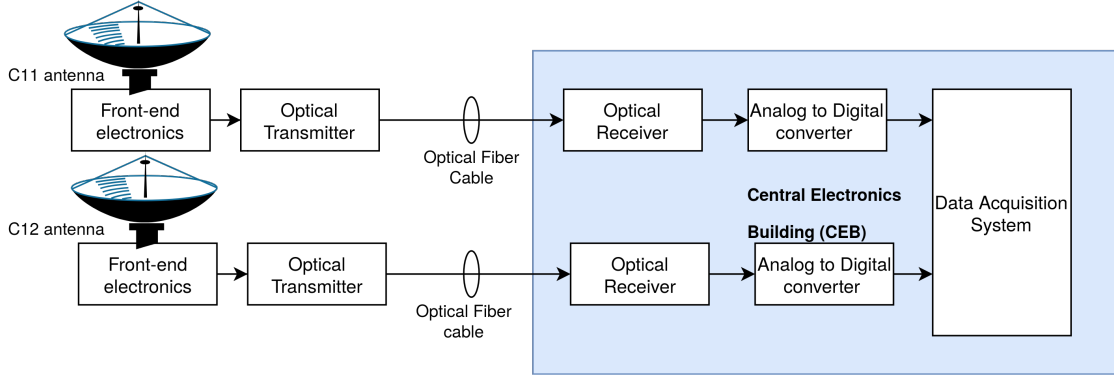 C11 antenna
Front-end
electronics
Optical
Transmitter
Optical Fiber
Cable
Optical
Receiver
Analog to Digital
converter
Central Electronics
Building (CEB)
Data Acquisition
System
C12 antenna
Front-end
electronics
Optical
Transmitter
Optical Fiber
cable
Optical
Receiver
Analog to Digital
converter